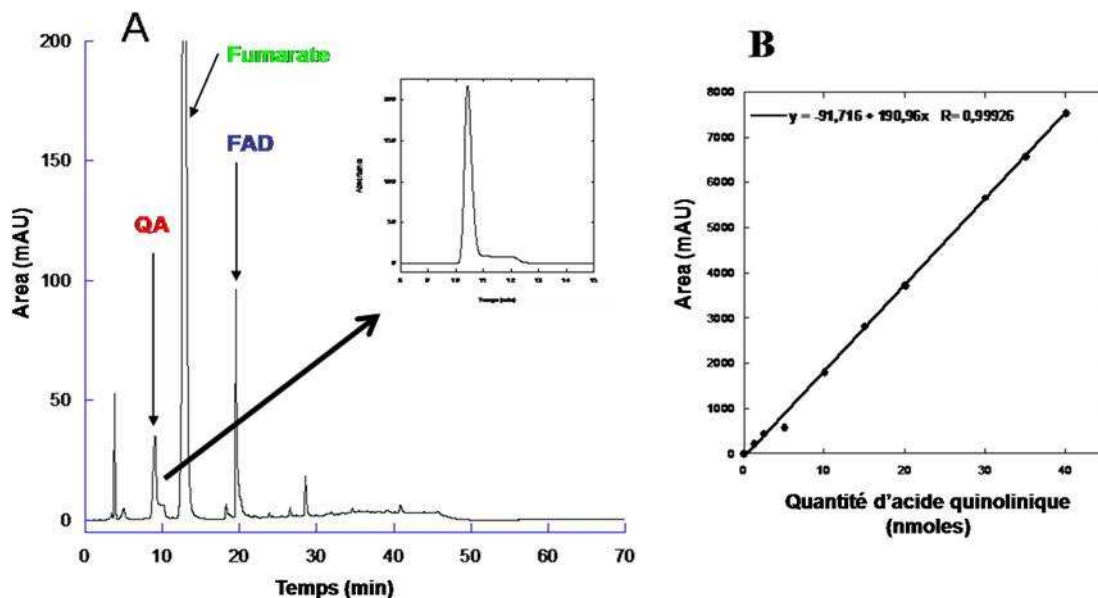 A
Area (mAU)
200
150
100
50
0
Fumarate
FAD
QA
0 10 20 30 40 50 60 70
Temps (min)
Temps (min)
B
Area (mAU)
8000
7000
6000
5000
4000
3000
2000
1000
0
y = -91,716 + 190,96x R= 0,99926
0 10 20 30 40
Quantité d'acide quinolinique
(nmoles)